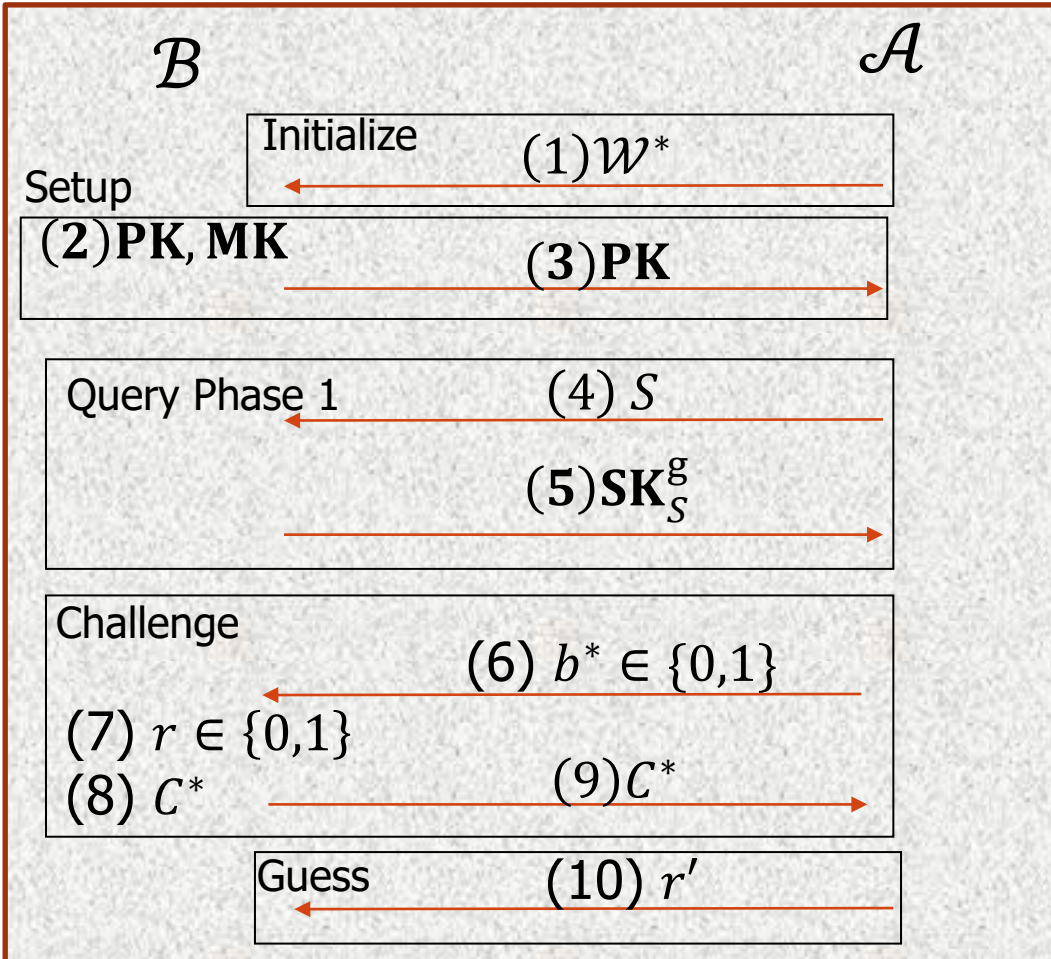 ℬ 𝒜
Initialize
(1)𝒲*
Setup
(2)PK, MK
(3)PK
Query Phase 1
(4) S
(5)SK_S^g
Challenge
(6) b* ∈ {0,1}
(7) r ∈ {0,1}
(8) C*
(9)C*
Guess
(10) r′